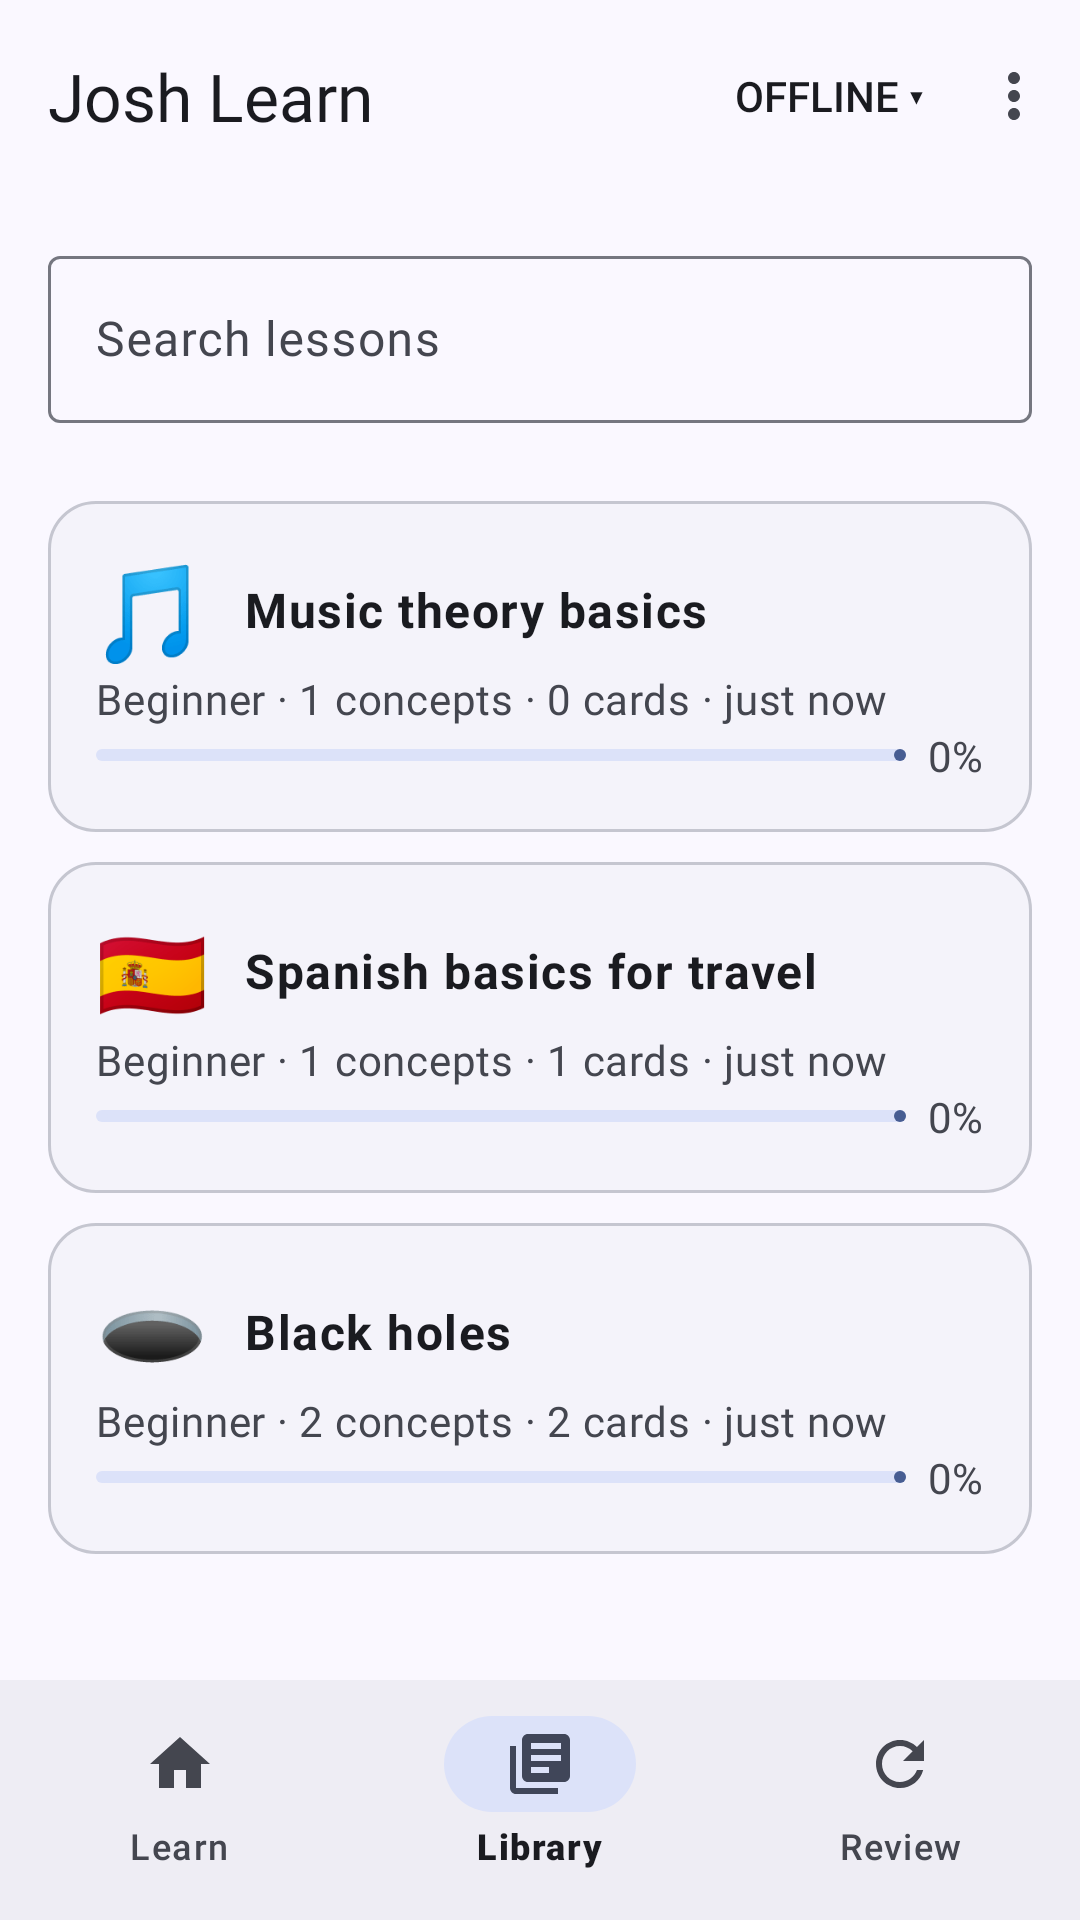 Josh Learn
OFFLINE ▾
Search lessons
Music theory basics
Beginner · 1 concepts · 0 cards · just now
0%
Spanish basics for travel
Beginner · 1 concepts · 1 cards · just now
0%
Black holes
Beginner · 2 concepts · 2 cards · just now
0%
Learn
Library
Review